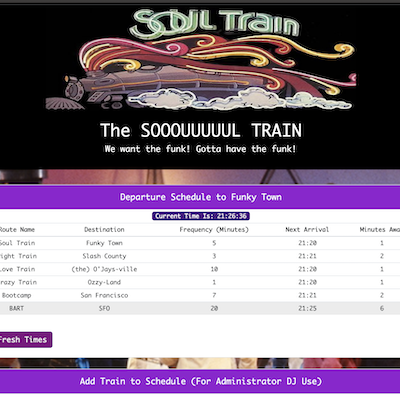 SOUL TRAIN
The SOOOUUUUUL TRAIN
We want the funk! Gotta have the funk!
Departure Schedule to Funky Town
Current Time Is: 21:26:36
Route Name Destination Frequency (Minutes) Next Arrival Minutes Awa
Soul Train Funky Town 5 21:20 1
ight Train Slash County 3 21:21 2
Love Train (the) O'Jays-ville 10 21:20 1
razy Train Ozzy-Land 1 21:20 1
Bootcamp San Francisco 7 21:21 2
BART SFO 20 21:25 6
Fresh Times
Add Train to Schedule (For Administrator DJ Use)